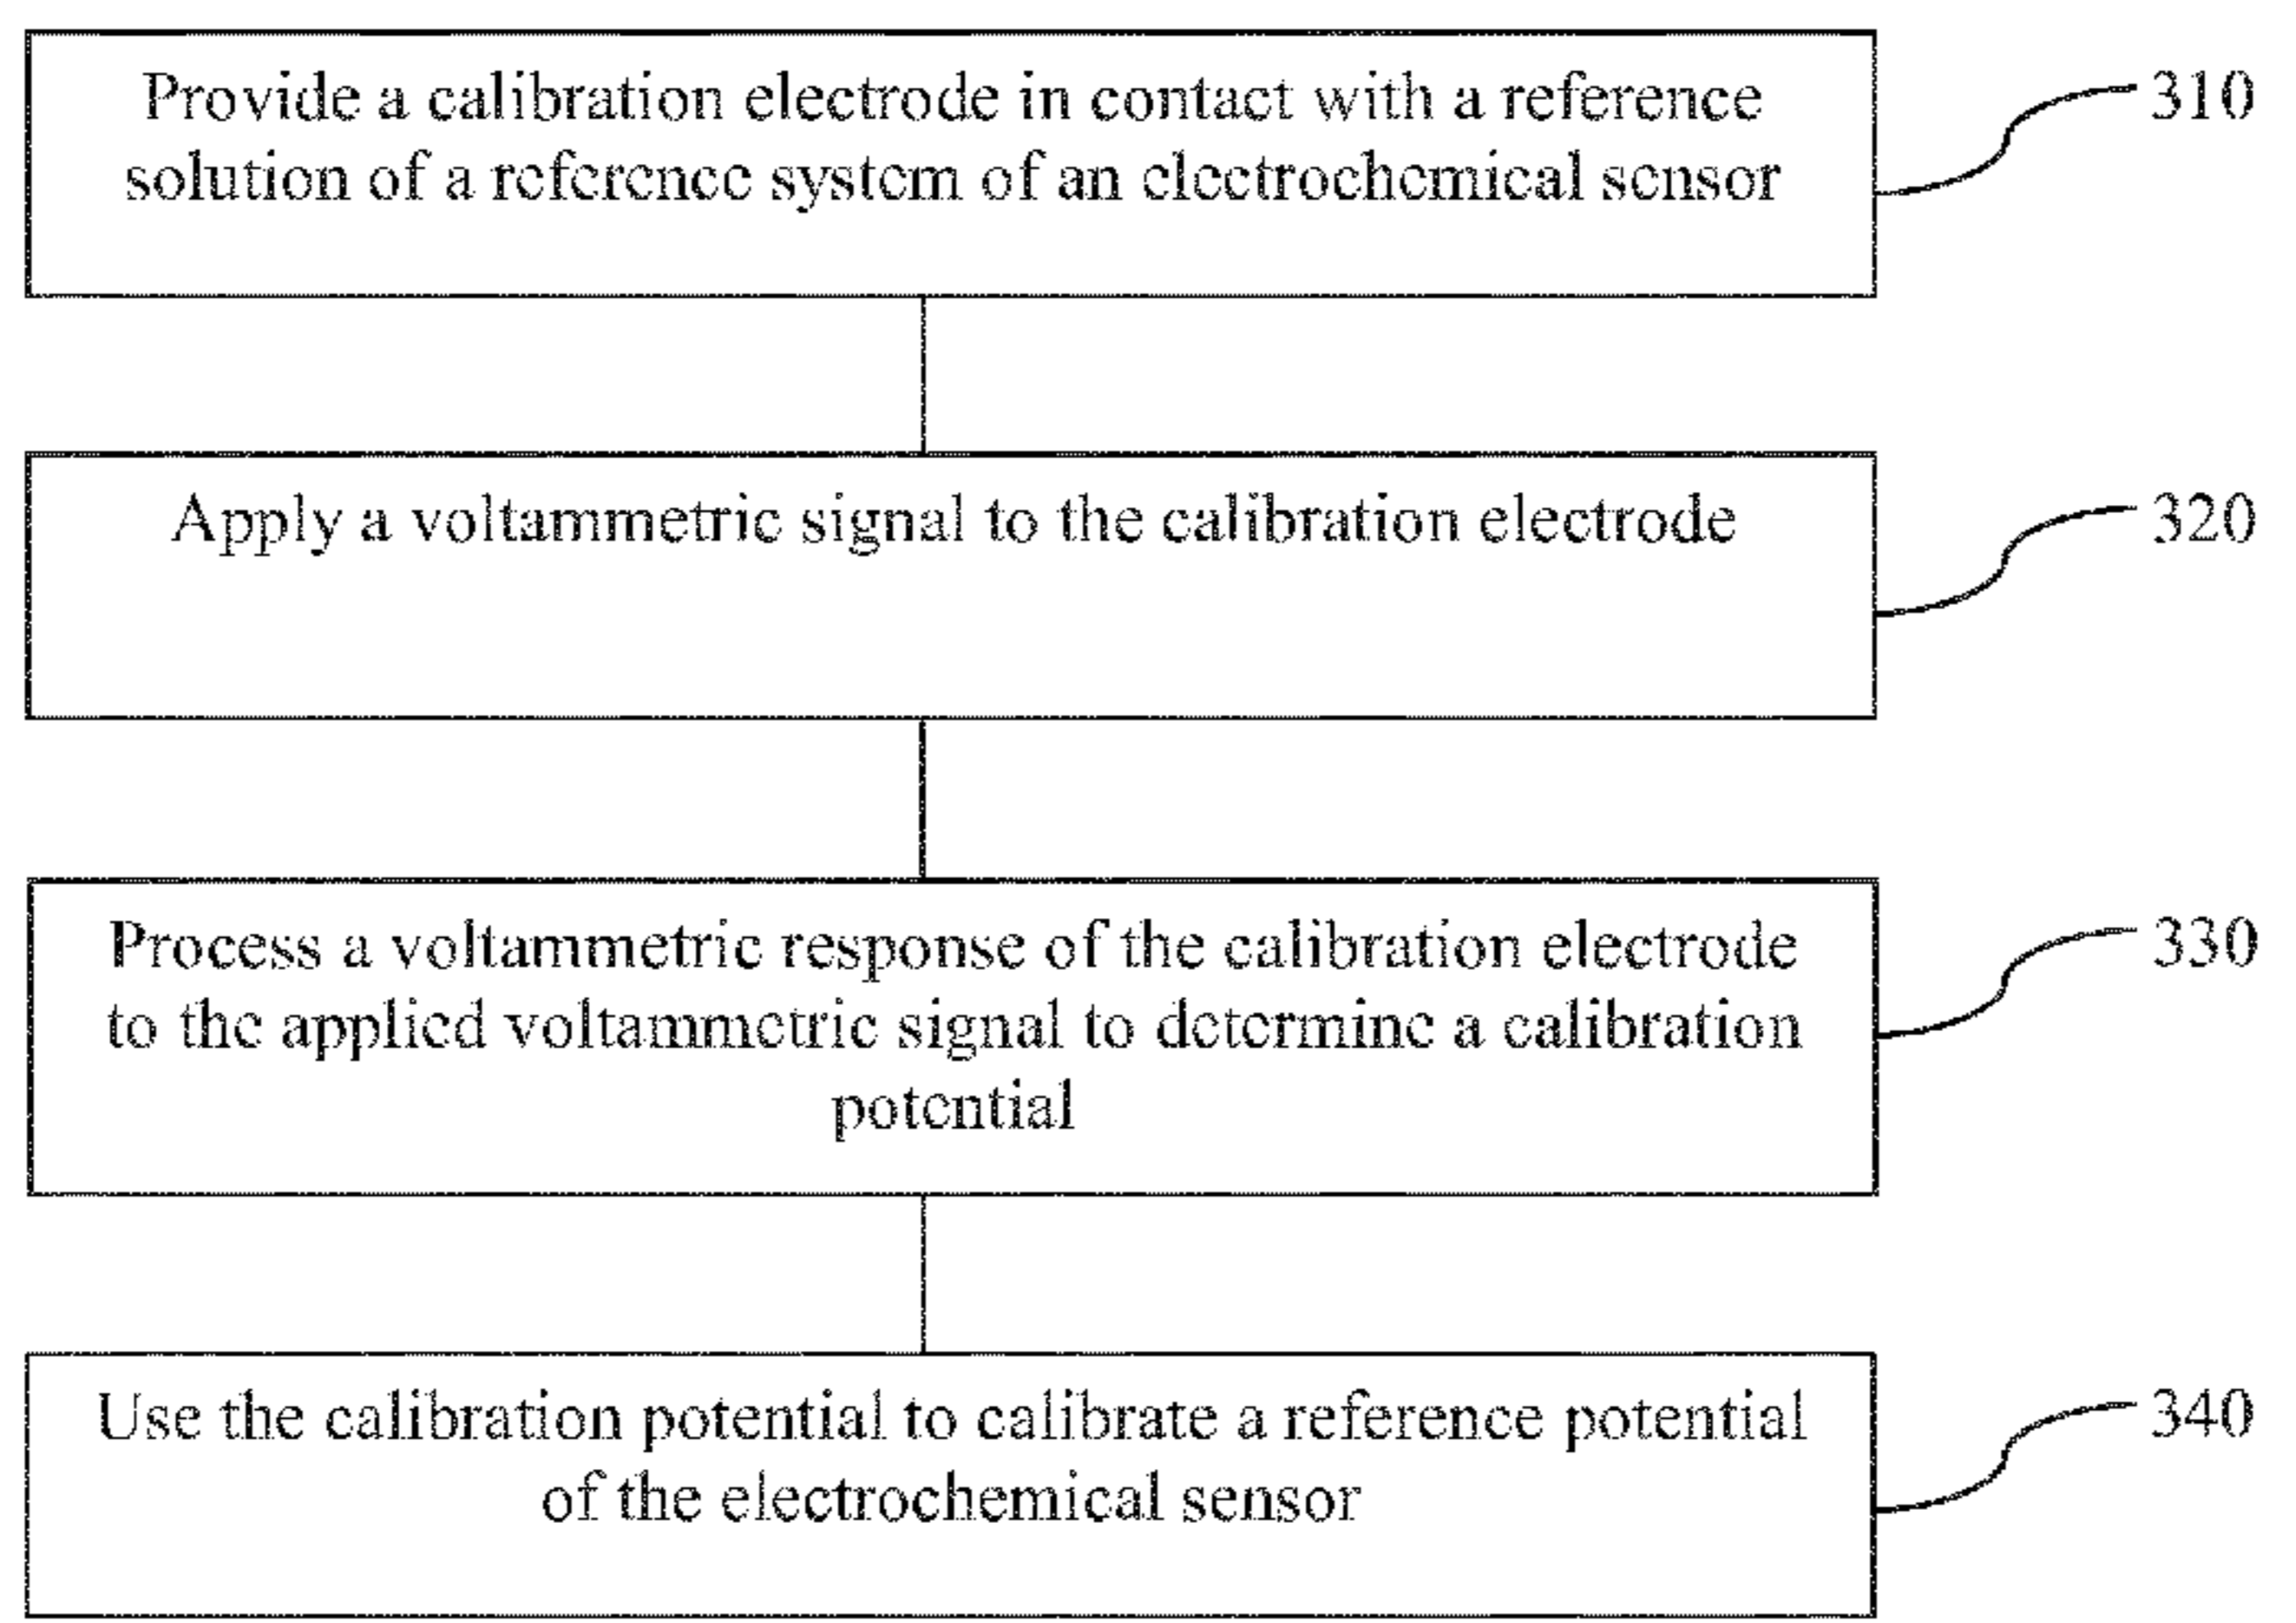 Provide a calibration electrode in contact with a reference
solution of a reference system of an electrochemical sensor
310
Apply a voltammetric signal to the calibration electrode
320
Process a voltammetric response of the calibration electrode
to the applied voltammetric signal to determine a calibration
potential
330
Use the calibration potential to calibrate a reference potential
of the electrochemical sensor
340